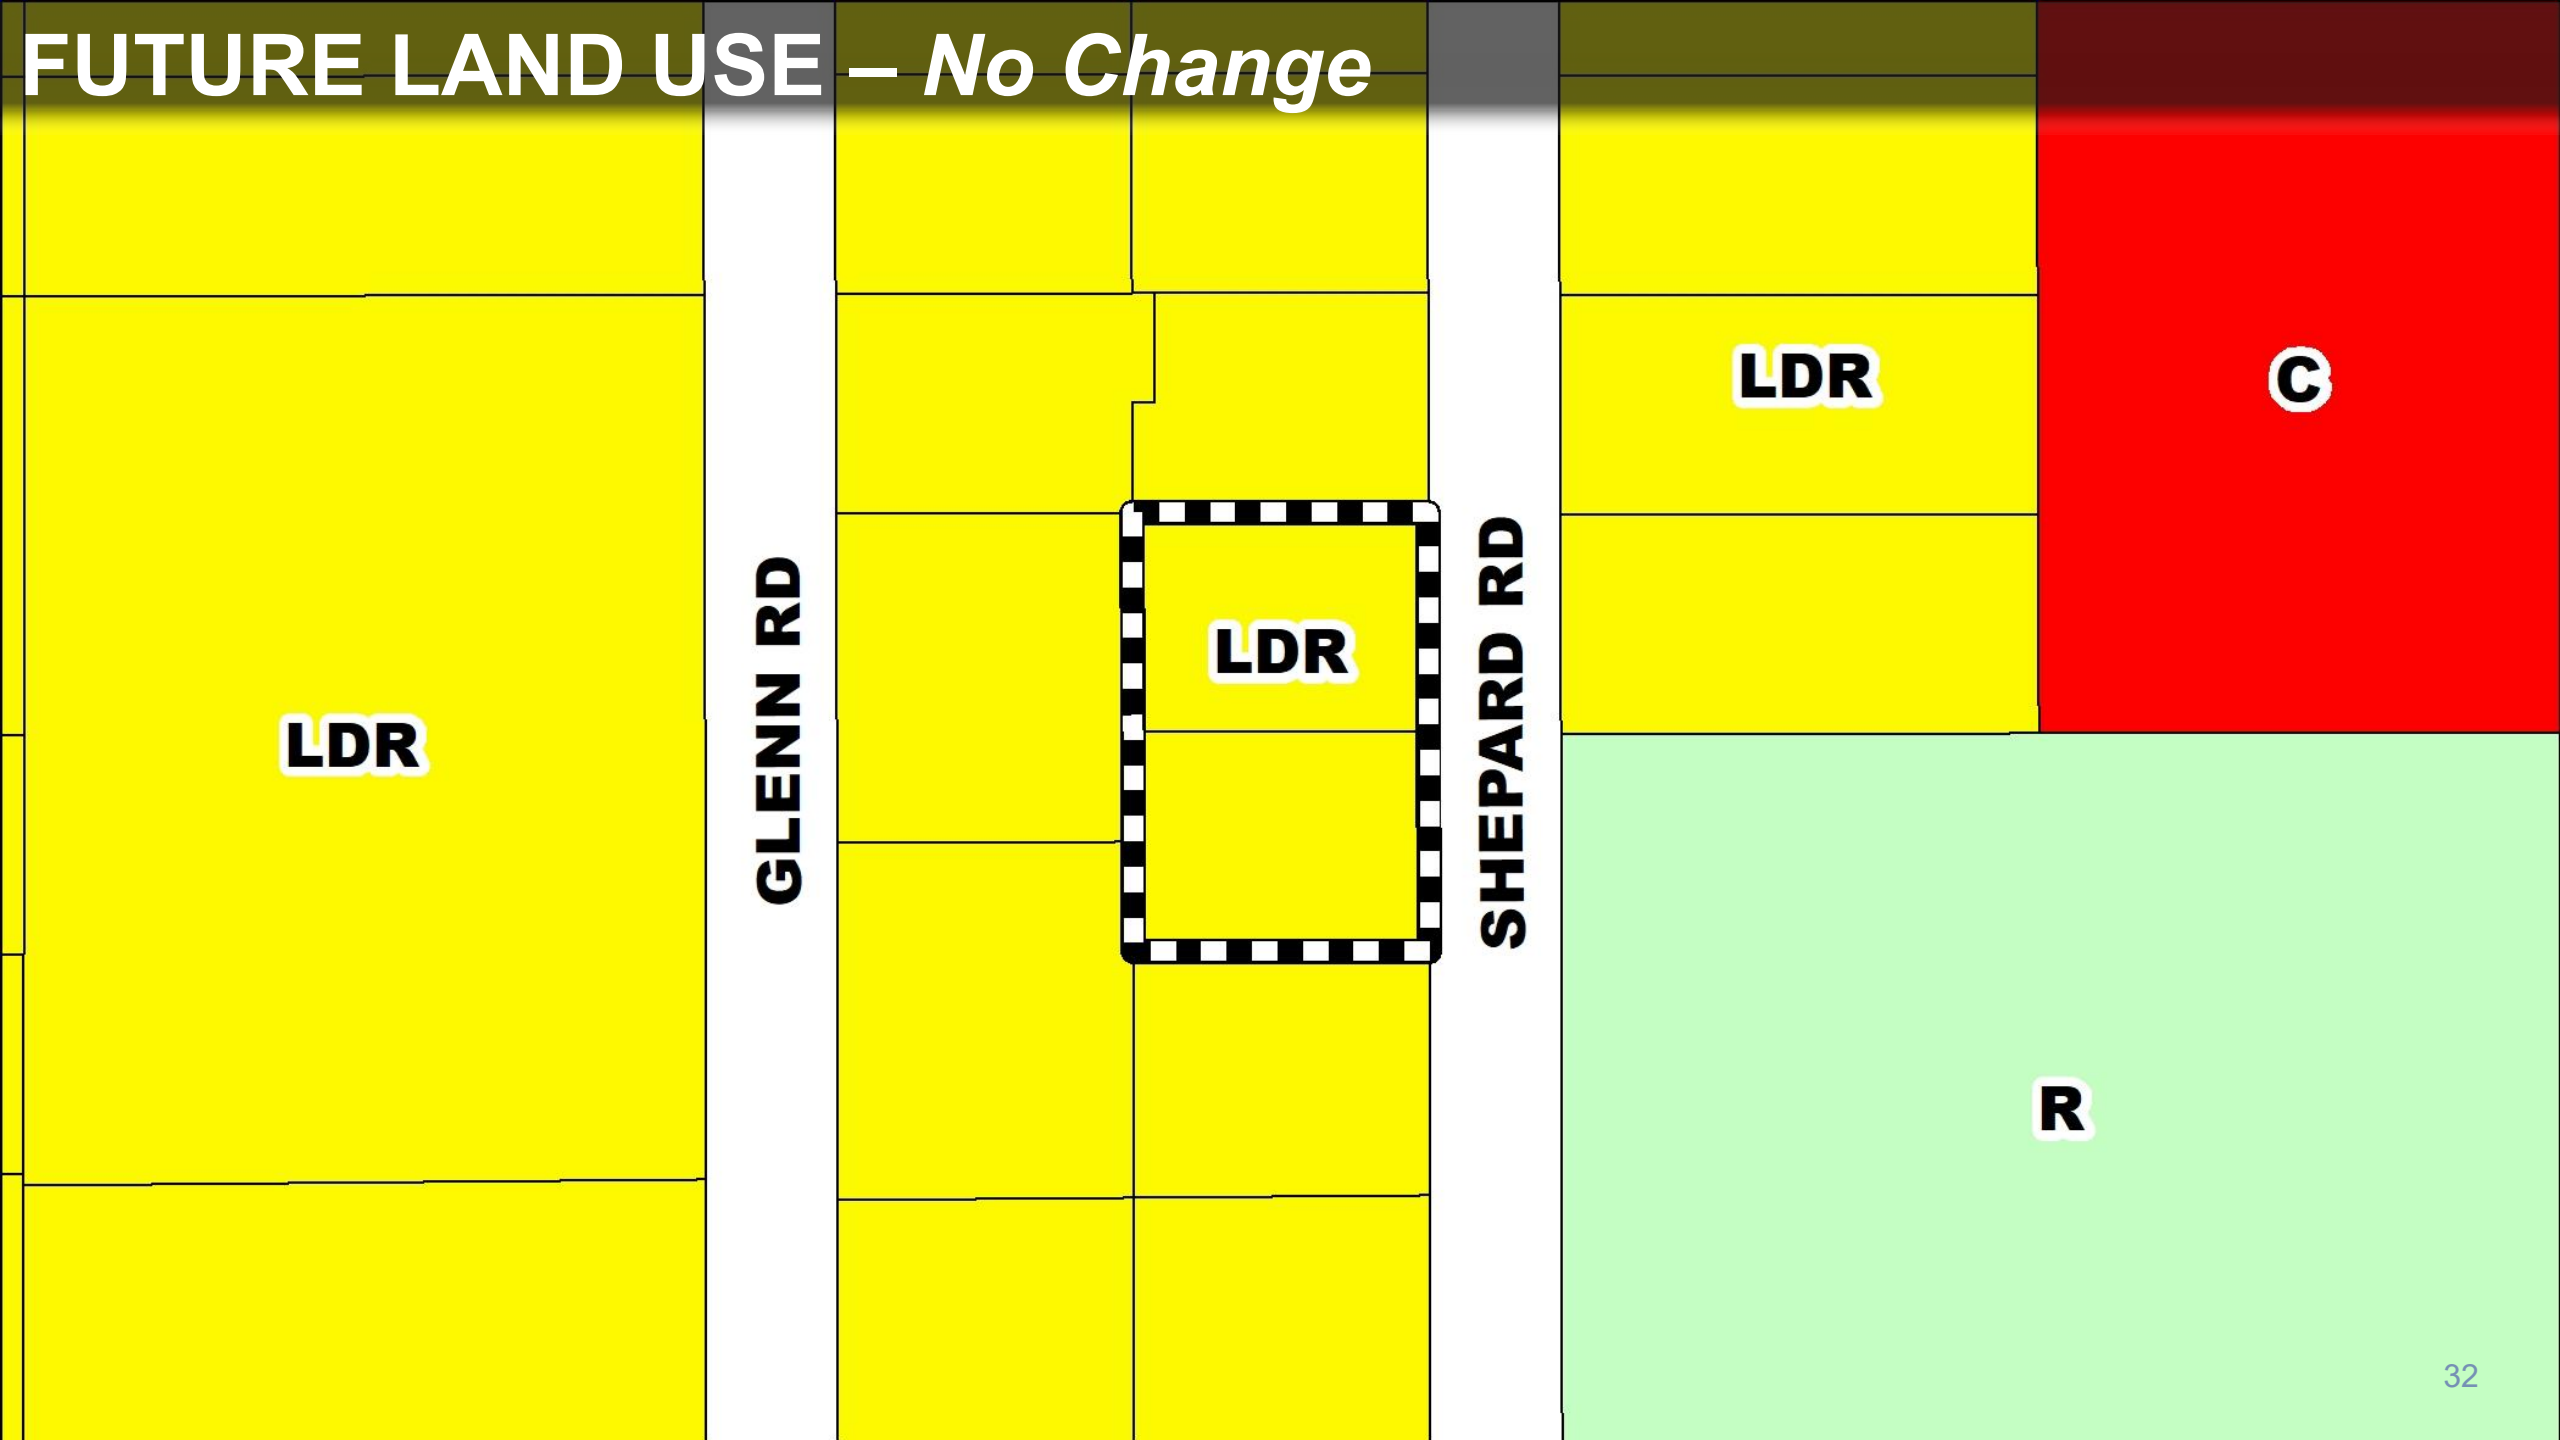 FUTURE LAND USE – No Change
LDR
C
LDR
LDR
GLENN RD
SHEPARD RD
R
32